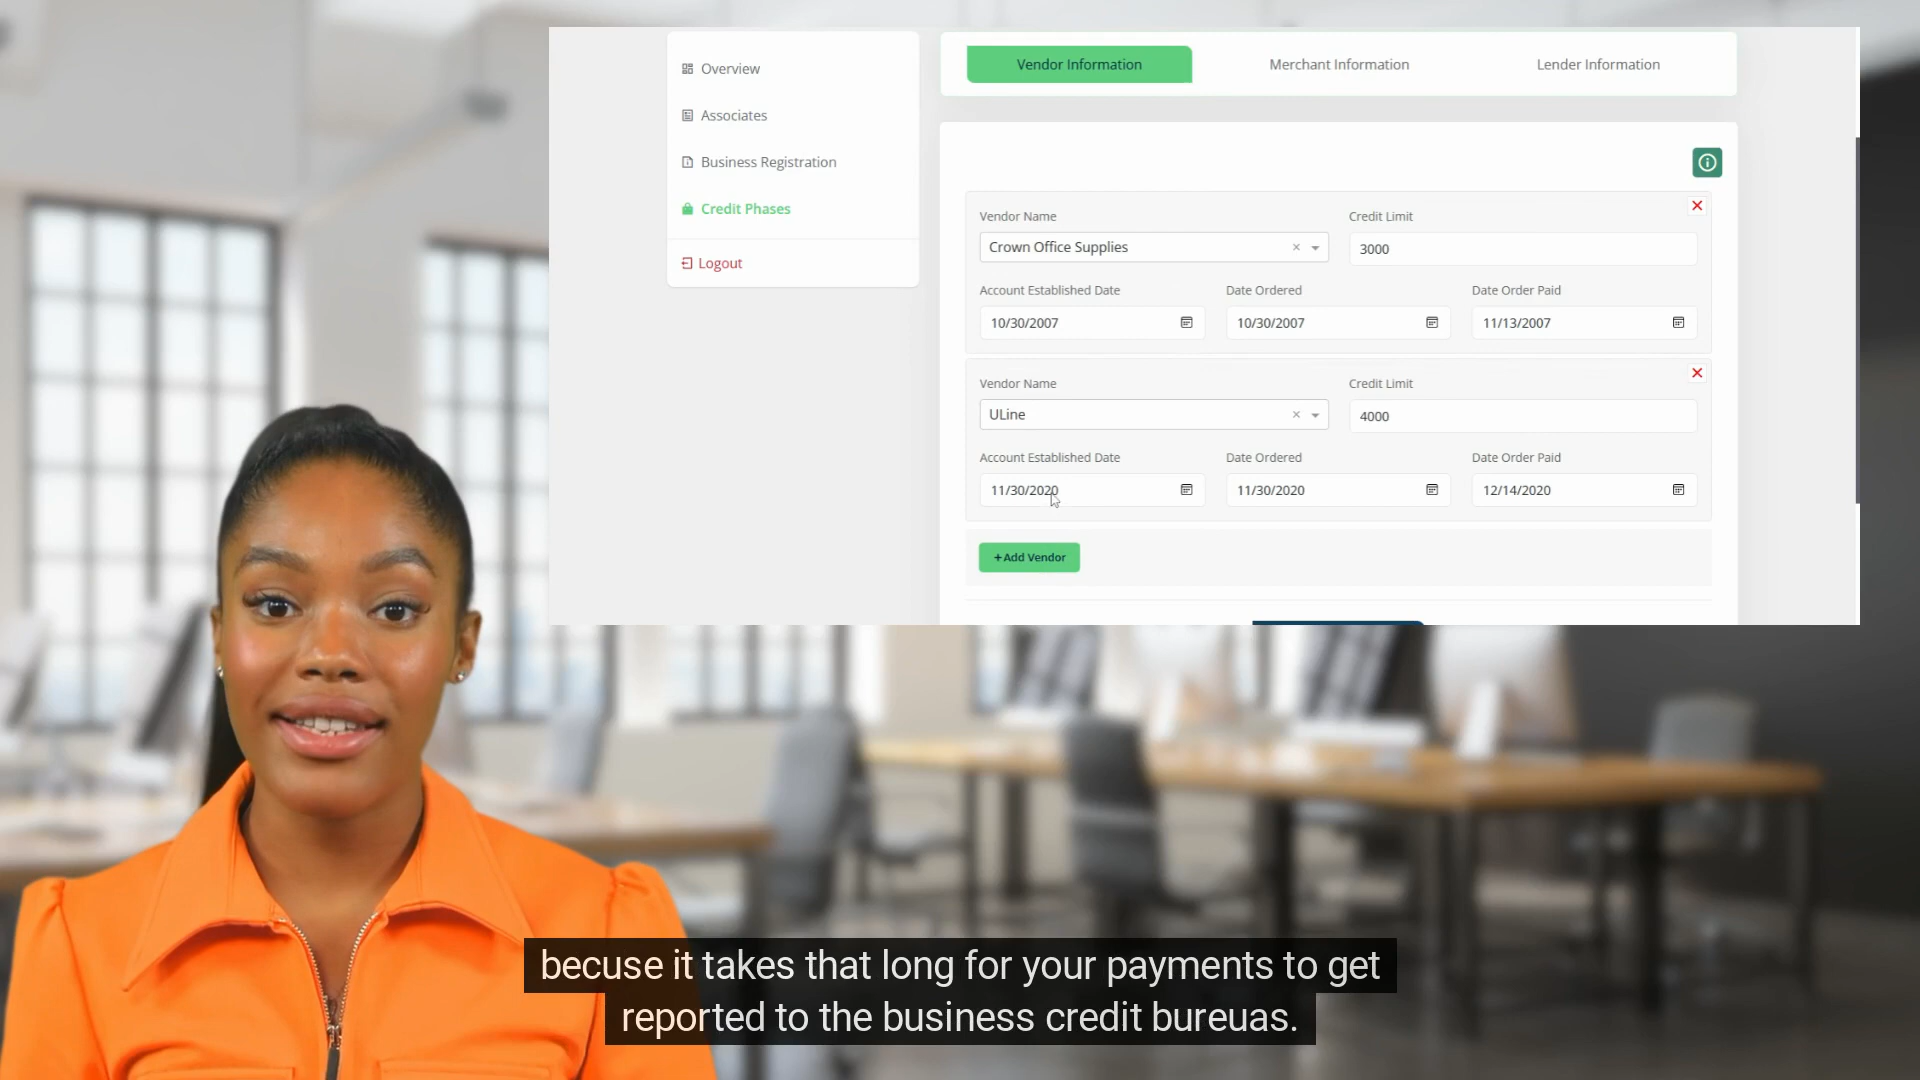 Overview
Associates
Business Registration
Credit Phases
Logout
Vendor Information Merchant Information Lender Information
Vendor Name Credit Limit
Crown Office Supplies 3000
Account Established Date Date Ordered Date Order Paid
10/30/2007 10/30/2007 11/13/2007
Vendor Name Credit Limit
ULine 4000
Account Established Date Date Ordered Date Order Paid
11/30/2020 11/30/2020 12/14/2020
+Add Vendor
becuse it takes that long for your payments to get
reported to the business credit bureuas.